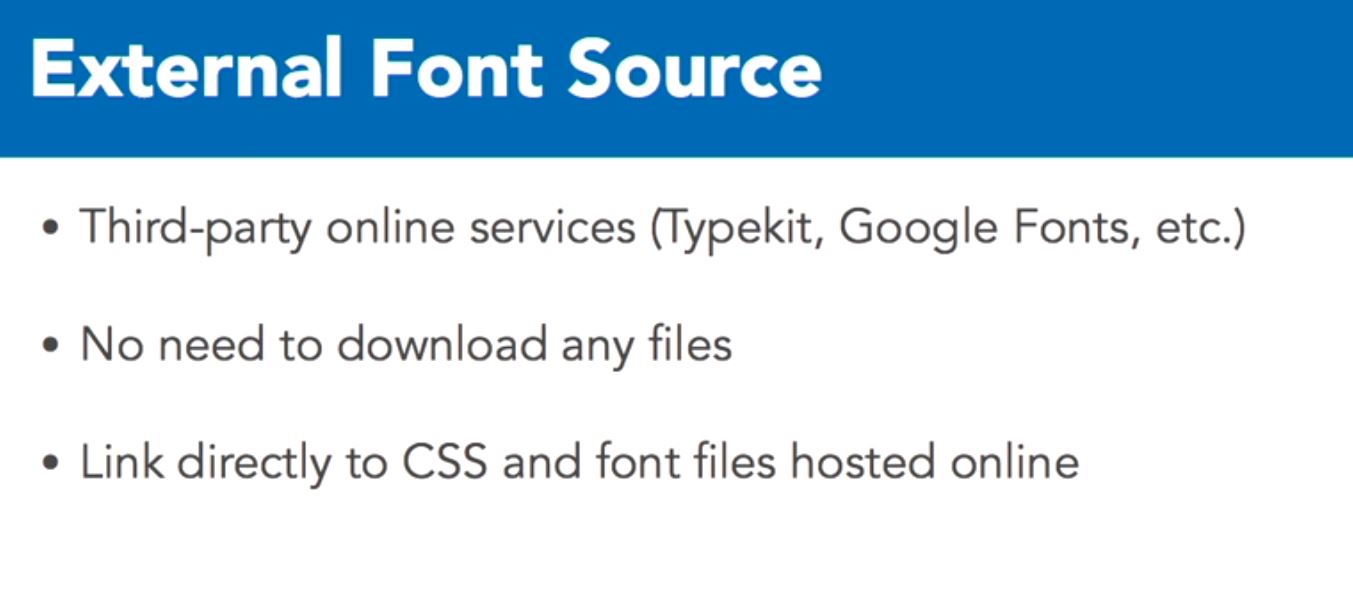 External Font Source
• Third-party online services (Typekit, Google Fonts, etc.)
• No need to download any files
• Link directly to CSS and font files hosted online